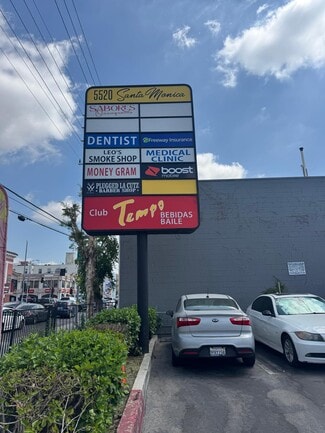 5520 Santa Monica
SABORES
DENTIST
Freeway Insurance
LEO'S
SMOKE SHOP
MEDICAL
CLINIC
MONEY GRAM
boost
mobile
PLUGGED LA CUTZ
BARBER SHOP
Club Tempo BEBIDAS
BAILE